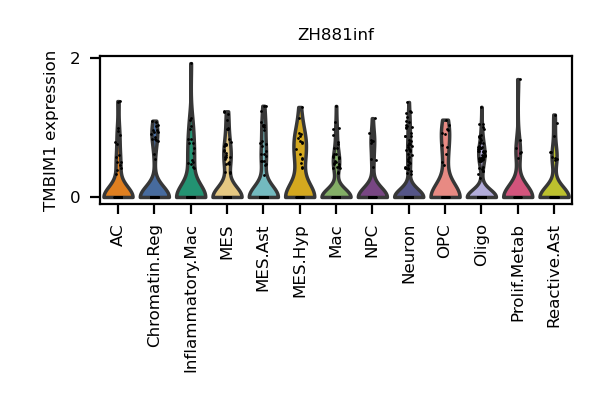 ZH881inf
TMBIM1 expression
2
0
AC
Chromatin.Reg
Inflammatory.Mac
MES
MES.Ast
MES.Hyp
Mac
NPC
Neuron
OPC
Oligo
Prolif.Metab
Reactive.Ast